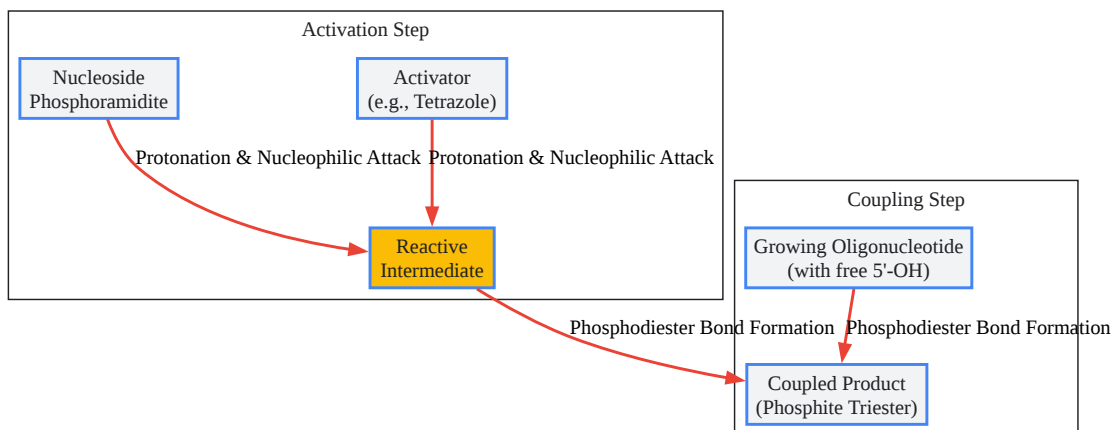 Activation Step
Nucleoside
Phosphoramidite
Activator
(e.g., Tetrazole)
Protonation & Nucleophilic Attack
Protonation & Nucleophilic Attack
Reactive
Intermediate
Coupling Step
Growing Oligonucleotide
(with free 5'-OH)
Phosphodiester Bond Formation
Phosphodiester Bond Formation
Coupled Product
(Phosphite Triester)